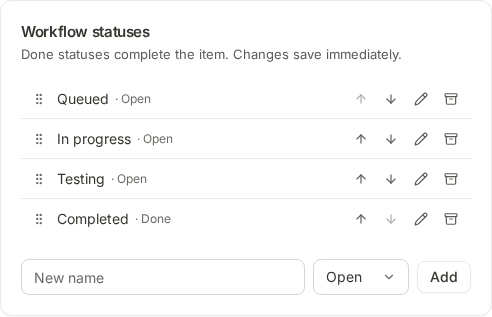 Workflow statuses
Done statuses complete the item. Changes save immediately.
Queued · Open
In progress · Open
Testing · Open
Completed · Done
New name Open Add